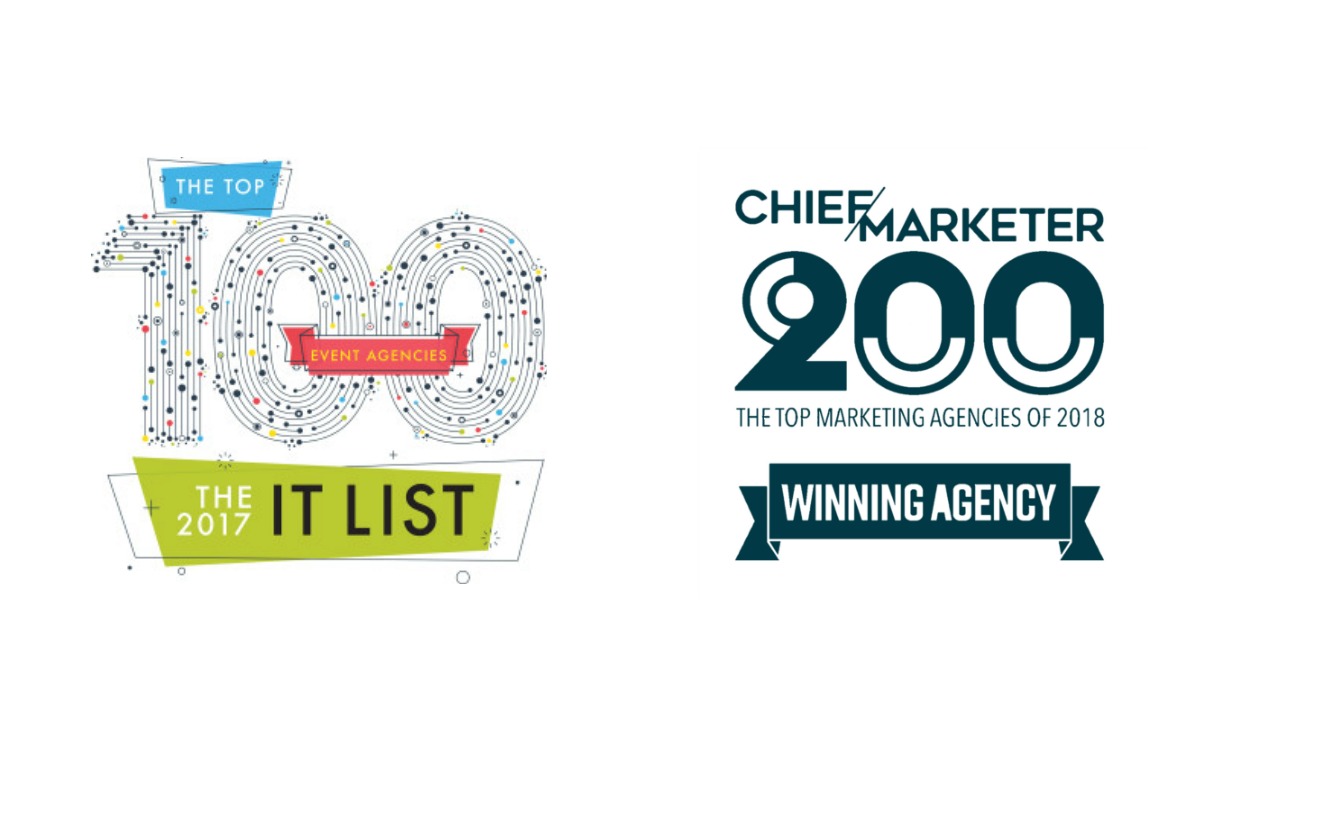 THE TOP
100
EVENT AGENCIES
THE
2017
IT LIST
CHIEF/MARKETER
200
THE TOP MARKETING AGENCIES OF 2018
WINNING AGENCY